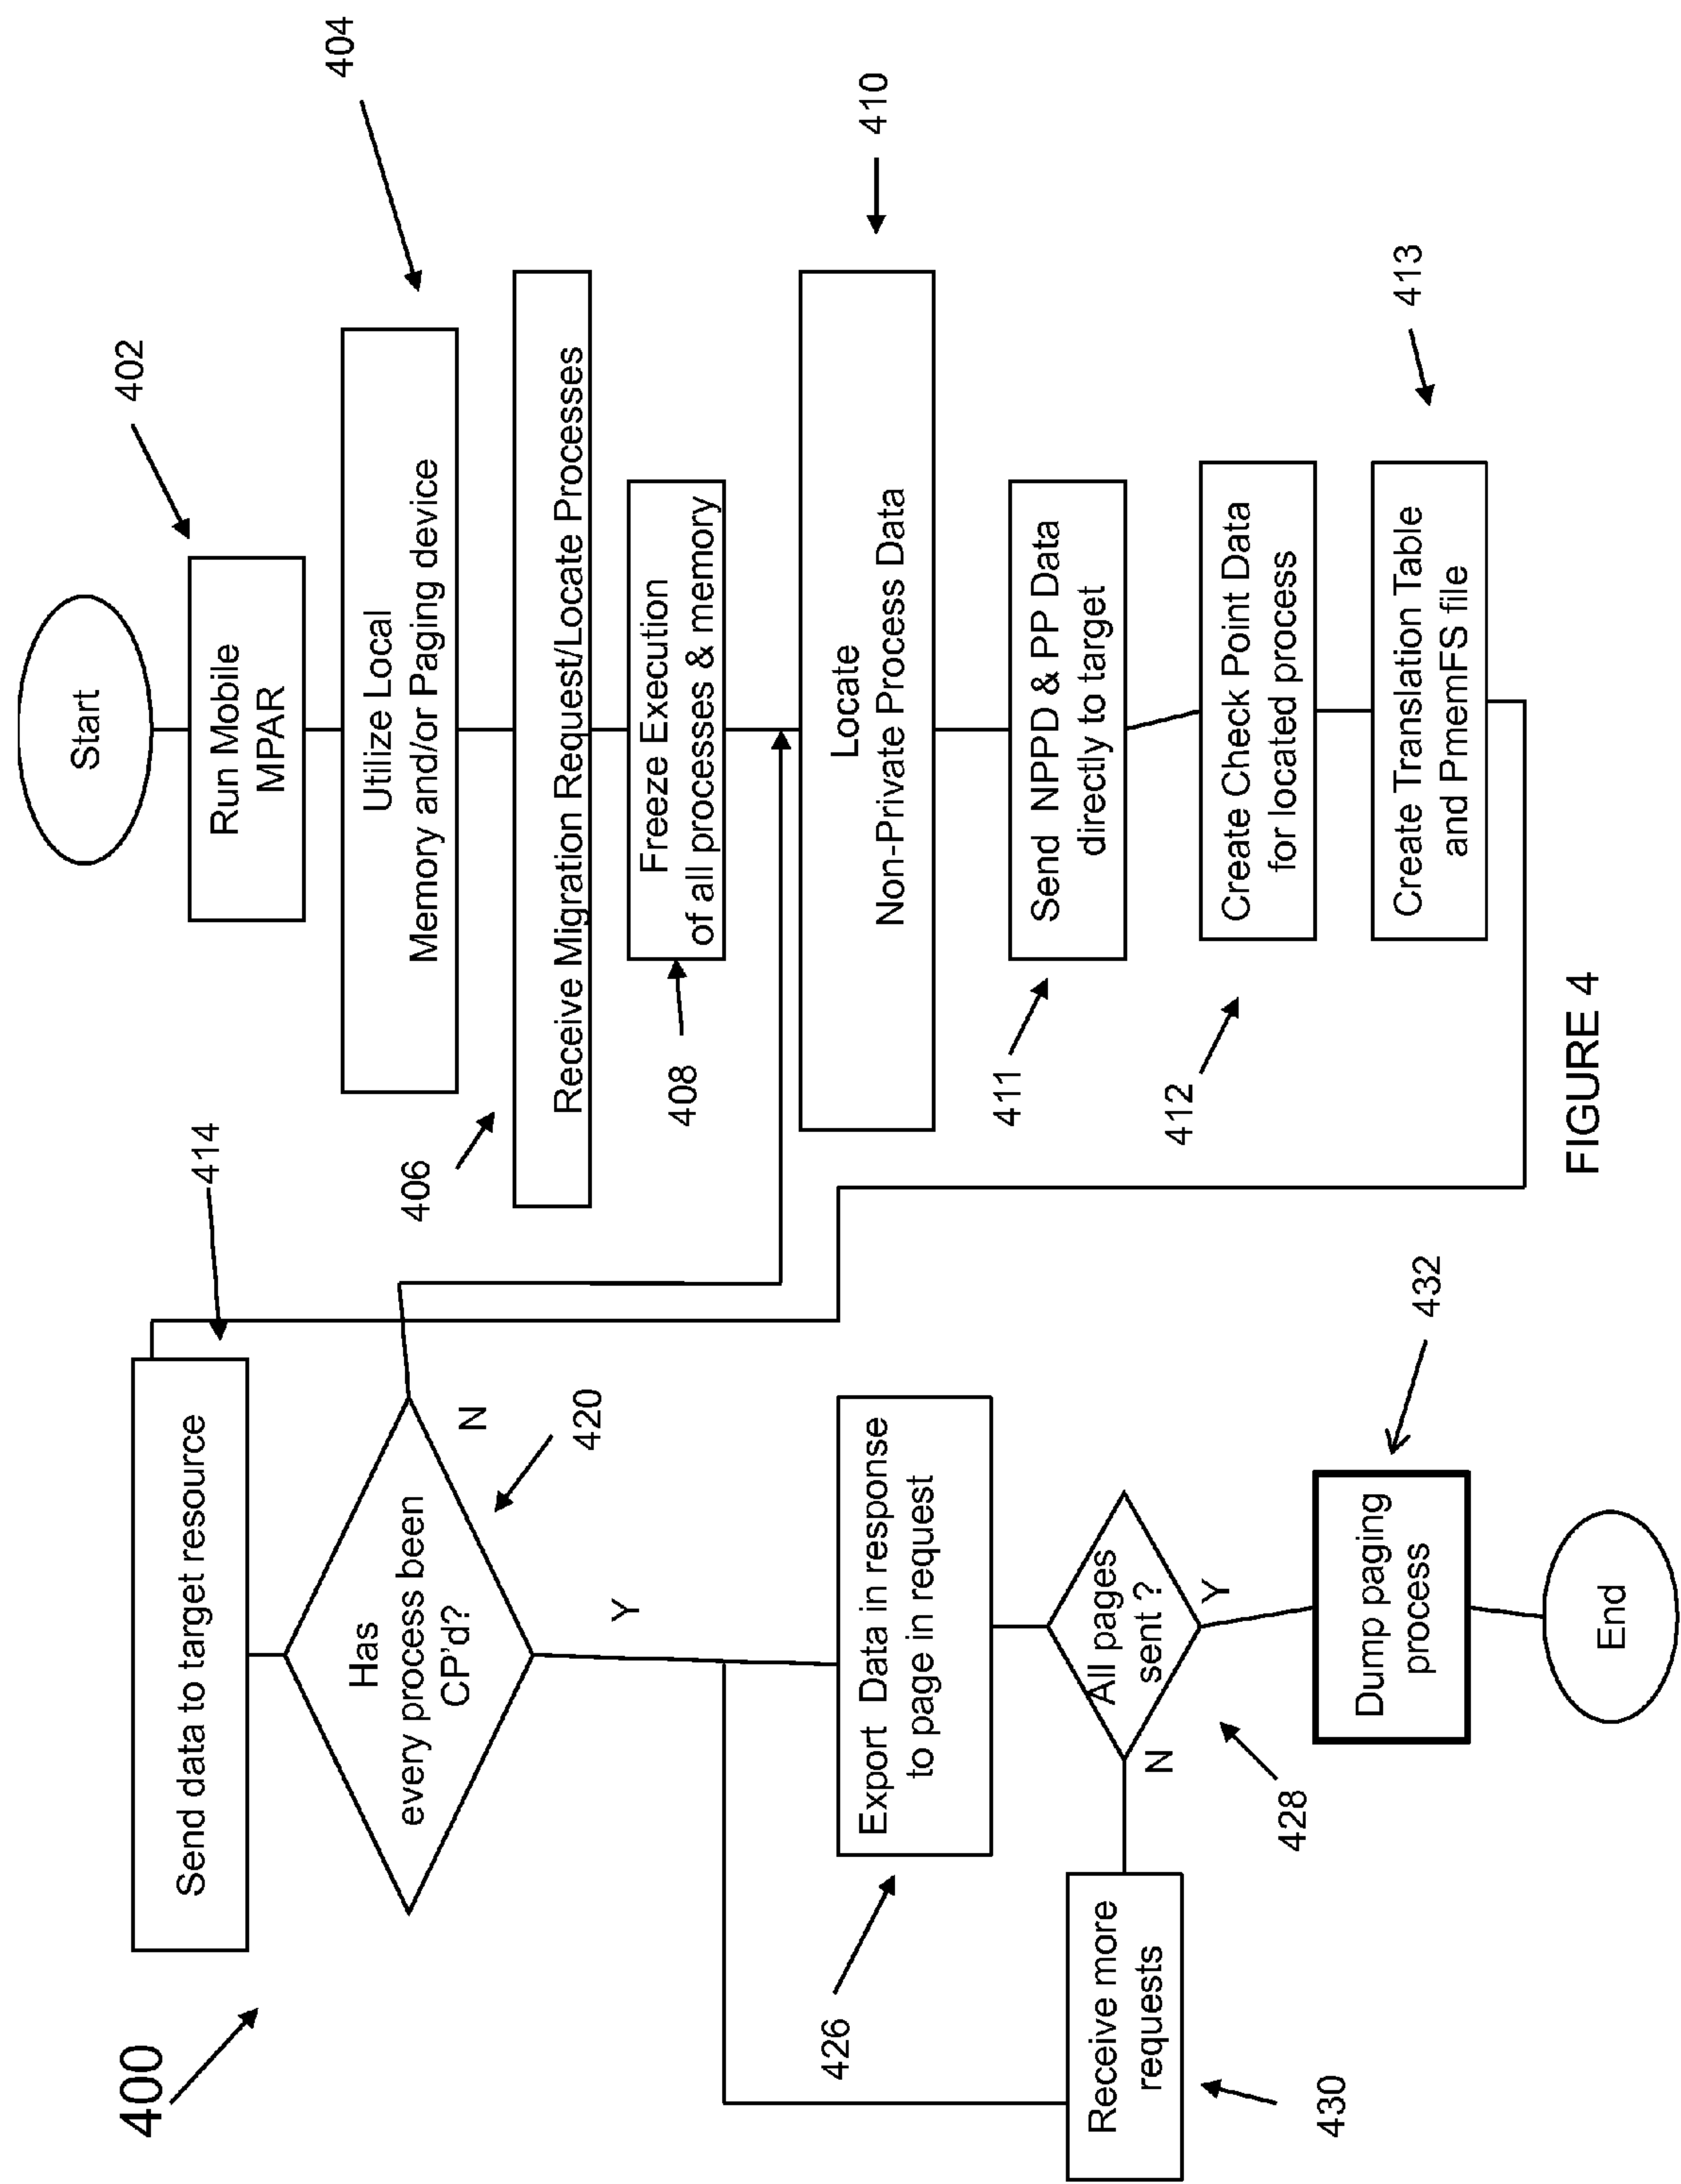 400
Start
Run Mobile
MPAR
402
Utilize Local
Memory and/or Paging device
404
Receive Migration Request/Locate Processes
406
Freeze Execution
of all processes & memory
408
Locate
Non-Private Process Data
410
Send NPPD & PP Data
directly to target
411
Create Check Point Data
for located process
412
Create Translation Table
and PmemFS file
413
Send data to target resource
414
Has
every process been
CP'd?
N
420
Y
Export Data in response
to page in request
426
All pages
sent ?
N
Y
428
Receive more
requests
430
Dump paging
process
432
End
FIGURE 4